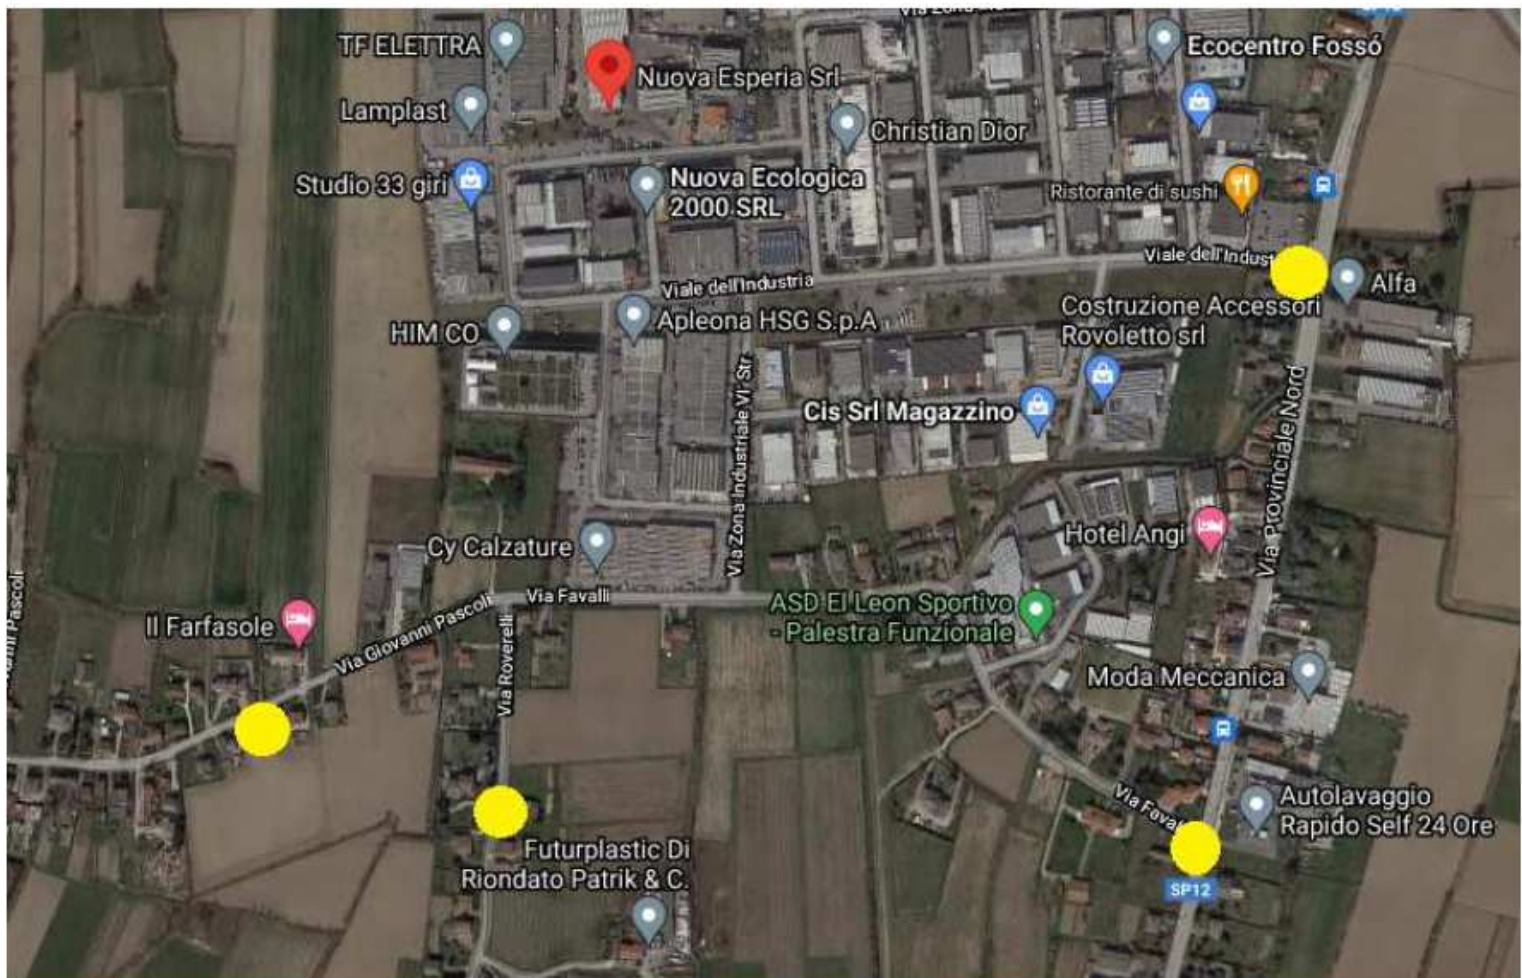 TF ELETTRA
Ecocentro Fossó
Nuova Esperia Srl
Lamplast
Christian Dior
Studio 33 giri
Nuova Ecologica
2000 SRL
Ristorante di sushi
Viale dell'Indust
Viale dell'Industria
Alfa
Costruzione Accessori
Rovoletto srl
HIM CO
Apleona HSG S.p.A
Via Zona Industriale VI Str
Via Provinciale Nord
Cis Srl Magazzino
Hotel Angi
Cy Calzature
Via Favalli
Il Farfasole
Via Giovanni Pascoli
Via Roverelli
ASD El Leon Sportivo
- Palestra Funzionale
Moda Meccanica
Autolavaggio
Rapido Self 24 Ore
Futurplastic Di
Riondato Patrik & C.
SP12